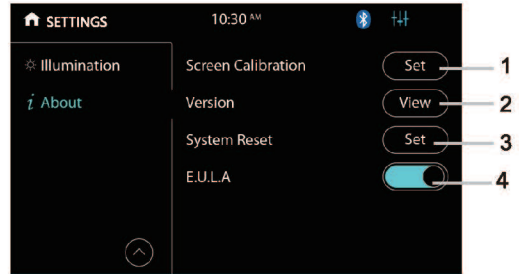 SETTINGS 10:30 AM
Illumination Screen Calibration Set 1
i About Version View 2
System Reset Set 3
E.U.L.A 4